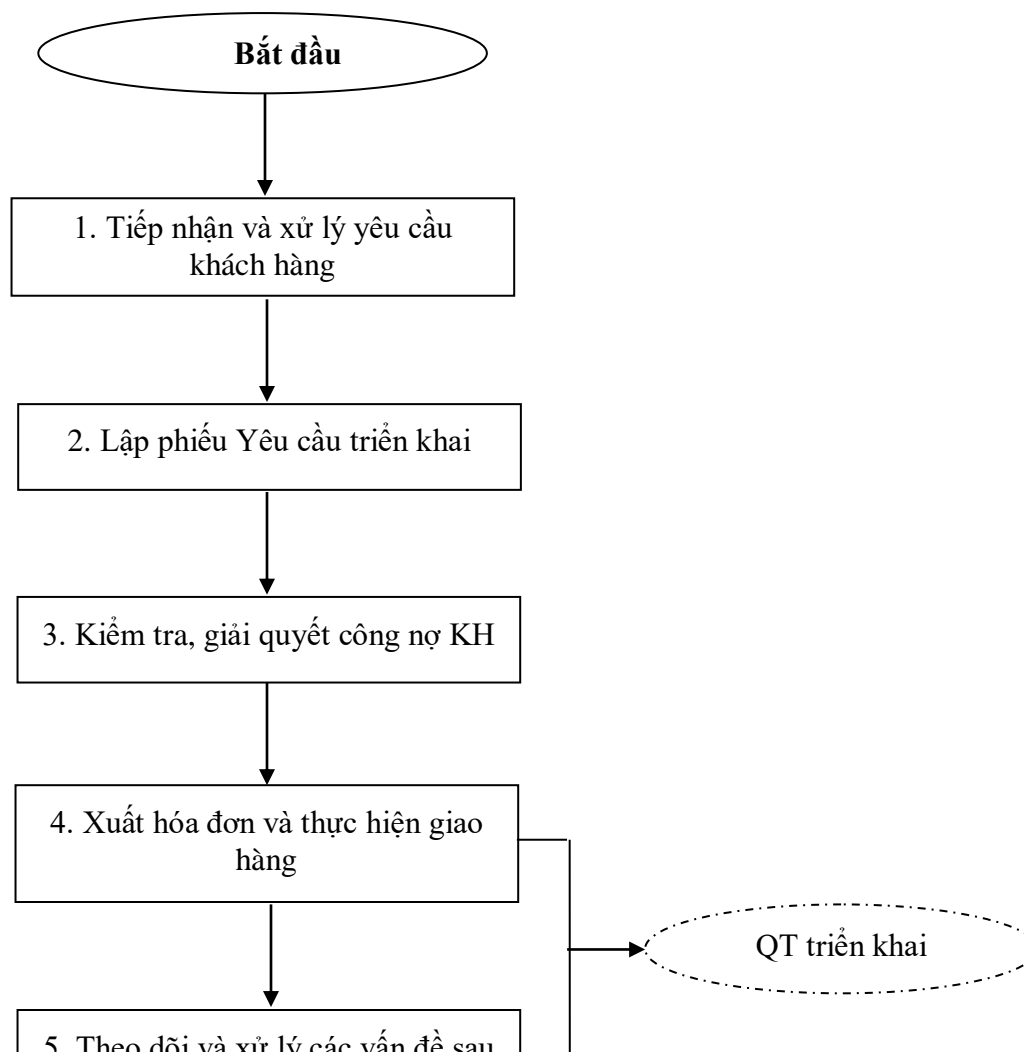 Bắt đầu
1. Tiếp nhận và xử lý yêu cầu
khách hàng
2. Lập phiếu Yêu cầu triển khai
3. Kiểm tra, giải quyết công nợ KH
4. Xuất hóa đơn và thực hiện giao
hàng
QT triển khai
5. Theo dõi và xử lý các vấn đề sau